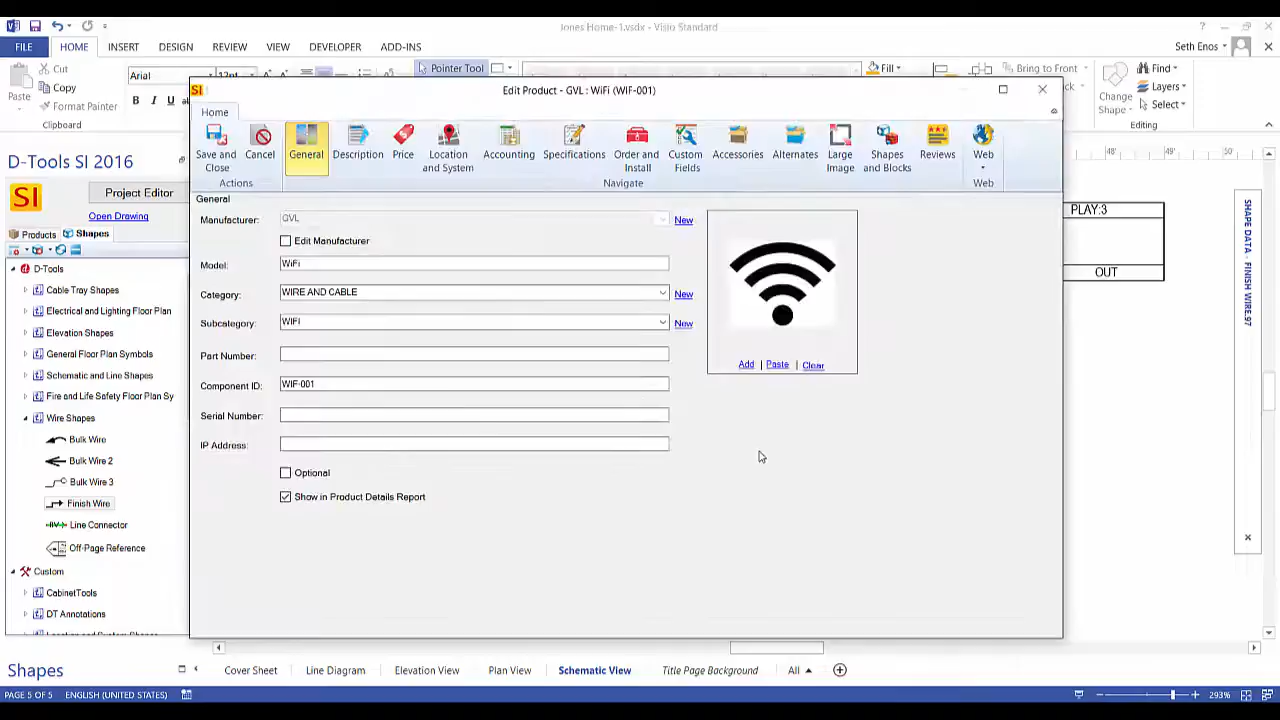 Jones Home-1.vsdx - Visio Standard
FILE HOME INSERT DESIGN REVIEW VIEW DEVELOPER ADD-INS
Seth Enos
Cut
Copy
Format Painter
Paste
Clipboard
Arial 12pt
B I U
Pointer Tool
Fill
Bring to Front
Change Shape
Find
Layers
Select
Editing
SI
Edit Product - GVL : WiFi (WIF-001)
Home
Save and Close
Cancel
General
Description
Price
Location and System
Accounting
Specifications
Order and Install
Custom Fields
Accessories
Alternates
Large Image
Shapes and Blocks
Reviews
Web
Actions
Navigate
Web
D-Tools SI 2016
SI
Project Editor
Open Drawing
Products Shapes
D-Tools
Cable Tray Shapes
Electrical and Lighting Floor Plan
Elevation Shapes
General Floor Plan Symbols
Schematic and Line Shapes
Fire and Life Safety Floor Plan Sy
Wire Shapes
Bulk Wire
Bulk Wire 2
Bulk Wire 3
Finish Wire
Line Connector
Off-Page Reference
Custom
CabinetTools
DT Annotations
General
Manufacturer: GVL New
Edit Manufacturer
Model: WiFi
Category: WIRE AND CABLE New
Subcategory: WIFI New
Part Number:
Component ID: WIF-001
Serial Number:
IP Address:
Optional
Show in Product Details Report
Add | Paste | Clear
48' 49' 50'
PLAY:3
OUT
SHAPE DATA - FINISH WIRE.97
Shapes
Cover Sheet Line Diagram Elevation View Plan View Schematic View Title Page Background All
PAGE 5 OF 5 ENGLISH (UNITED STATES)
293%